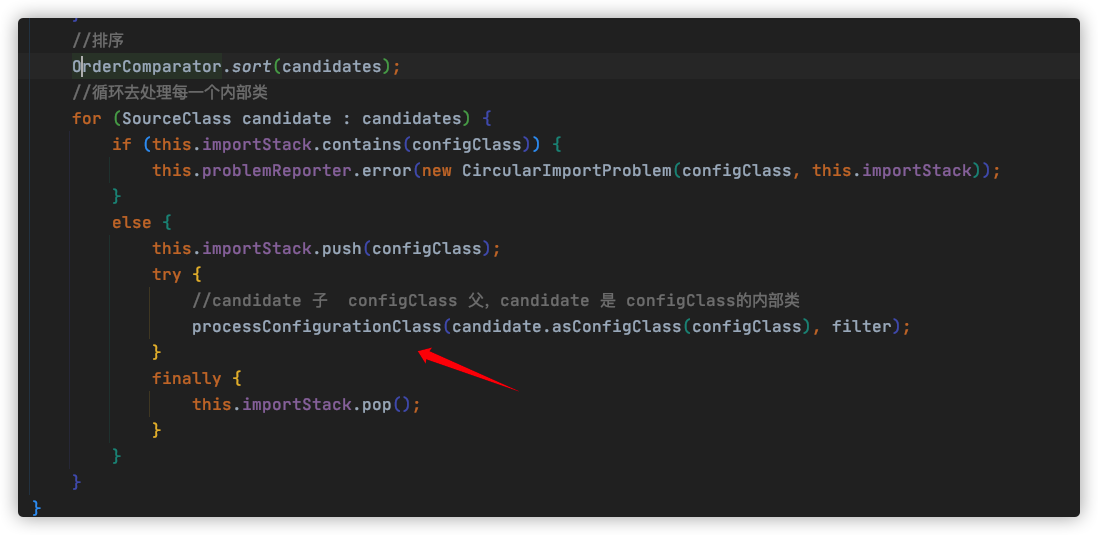 }
//排序
OrderComparator.sort(candidates);
//循环去处理每一个内部类
for (SourceClass candidate : candidates) {
if (this.importStack.contains(configClass)) {
this.problemReporter.error(new CircularImportProblem(configClass, this.importStack));
}
else {
this.importStack.push(configClass);
try {
//candidate 子  configClass 父，candidate 是 configClass的内部类
processConfigurationClass(candidate.asConfigClass(configClass), filter);
}
finally {
this.importStack.pop();
}
}
}
}